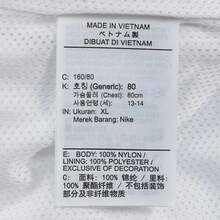 MADE IN VIETNAM
ベトナム製
DIBUAT DI VIETNAM
C: 160/80
K: 호칭 (Generic): 80
가슴둘레 (Chest): 80cm
사용연령(세): 13-14
IN: Ukuran: XL
Merek Barang: Nike
E: BODY: 100% NYLON /
LINING: 100% POLYESTER /
EXCLUSIVE OF DECORATION
C: 面料: 100% 锦纶 / 里料:
100% 聚酯纤维 / 不包括装饰
部分及非纤维物质